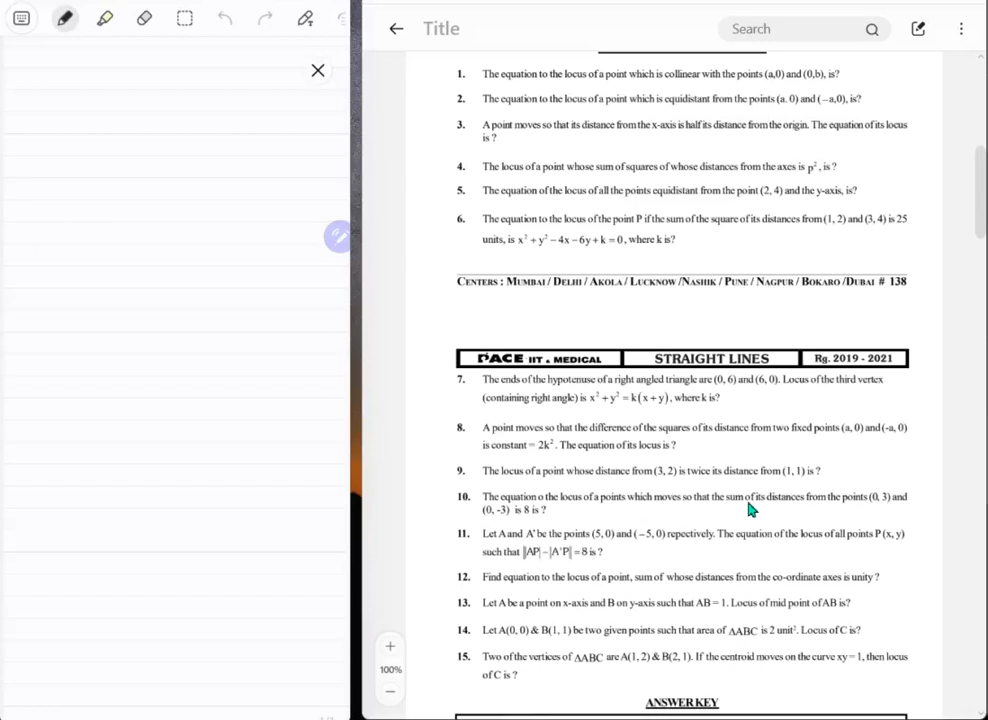 Title
Search
1. The equation to the locus of a point which is collinear with the points (a,0) and (0,b), is?
2. The equation to the locus of a point which is equidistant from the points (a. 0) and (−a,0), is?
3. A point moves so that its distance from the x-axis is half its distance from the origin. The equation of its locus
is ?
4. The locus of a point whose sum of squares of whose distances from the axes is p², is ?
5. The equation of the locus of all the points equidistant from the point (2, 4) and the y-axis, is?
6. The equation to the locus of the point P if the sum of the square of its distances from (1, 2) and (3, 4) is 25
units, is x² + y² − 4x − 6y + k = 0, where k is?
CENTERS : MUMBAI / DELHI / AKOLA / LUCKNOW /NASHIK / PUNE / NAGPUR / BOKARO /DUBAI # 138
PACE IIT & MEDICAL STRAIGHT LINES Rg. 2019 - 2021
7. The ends of the hypotenuse of a right angled triangle are (0, 6) and (6, 0). Locus of the third vertex
(containing right angle) is x² + y² = k(x + y), where k is?
8. A point moves so that the difference of the squares of its distance from two fixed points (a, 0) and (-a, 0)
is constant = 2k². The equation of its locus is ?
9. The locus of a point whose distance from (3, 2) is twice its distance from (1, 1) is ?
10. The equation o the locus of a points which moves so that the sum of its distances from the points (0, 3) and
(0, -3) is 8 is ?
11. Let A and A' be the points (5, 0) and (−5, 0) repectively. The equation of the locus of all points P (x, y)
such that ||AP| − |A'P|| = 8 is ?
12. Find equation to the locus of a point, sum of whose distances from the co-ordinate axes is unity ?
13. Let A be a point on x-axis and B on y-axis such that AB = 1. Locus of mid point of AB is?
14. Let A(0, 0) & B(1, 1) be two given points such that area of ΔABC is 2 unit². Locus of C is?
15. Two of the vertices of ΔABC are A(1, 2) & B(2, 1). If the centroid moves on the curve xy = 1, then locus
of C is ?
100%
ANSWER KEY